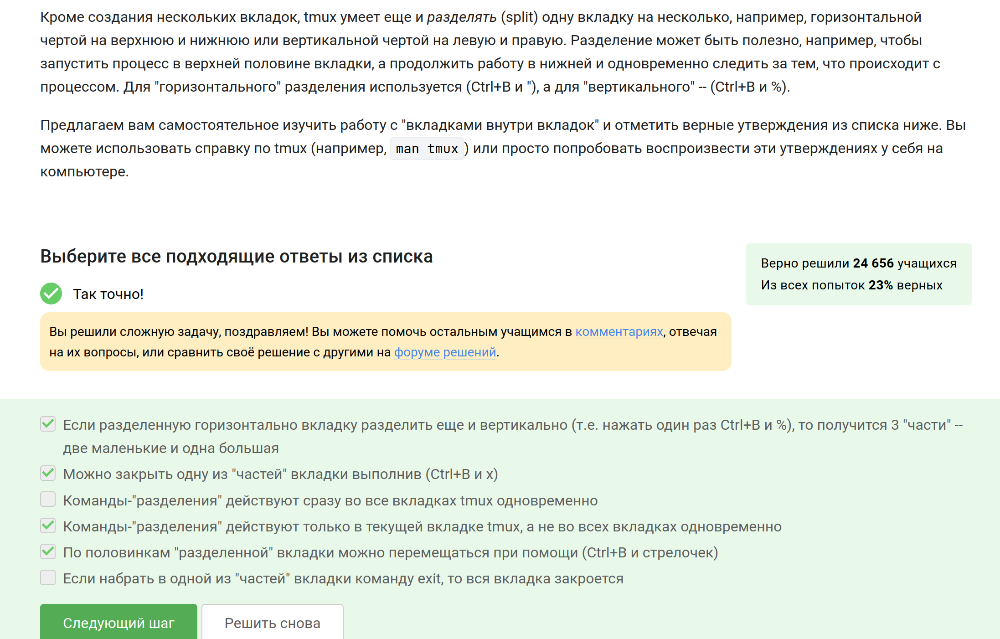 Кроме создания нескольких вкладок, tmux умеет еще и разделять (split) одну вкладку на несколько, например, горизонтальной
чертой на верхнюю и нижнюю или вертикальной чертой на левую и правую. Разделение может быть полезно, например, чтобы
запустить процесс в верхней половине вкладки, а продолжить работу в нижней и одновременно следить за тем, что происходит с
процессом. Для "горизонтального" разделения используется (Ctrl+B и "), а для "вертикального" -- (Ctrl+B и %).
Предлагаем вам самостоятельное изучить работу с "вкладками внутри вкладок" и отметить верные утверждения из списка ниже. Вы
можете использовать справку по tmux (например, man tmux) или просто попробовать воспроизвести эти утверждениях у себя на
компьютере.
Выберите все подходящие ответы из списка
Верно решили 24 656 учащихся
Из всех попыток 23% верных
Так точно!
Вы решили сложную задачу, поздравляем! Вы можете помочь остальным учащимся в комментариях, отвечая
на их вопросы, или сравнить своё решение с другими на форуме решений.
Если разделенную горизонтально вкладку разделить еще и вертикально (т.е. нажать один раз Ctrl+B и %), то получится 3 "части" --
две маленькие и одна большая
Можно закрыть одну из "частей" вкладки выполнив (Ctrl+B и x)
Команды-"разделения" действуют сразу во все вкладках tmux одновременно
Команды-"разделения" действуют только в текущей вкладке tmux, а не во всех вкладках одновременно
По половинкам "разделенной" вкладки можно перемещаться при помощи (Ctrl+B и стрелочек)
Если набрать в одной из "частей" вкладки команду exit, то вся вкладка закроется
Следующий шаг
Решить снова